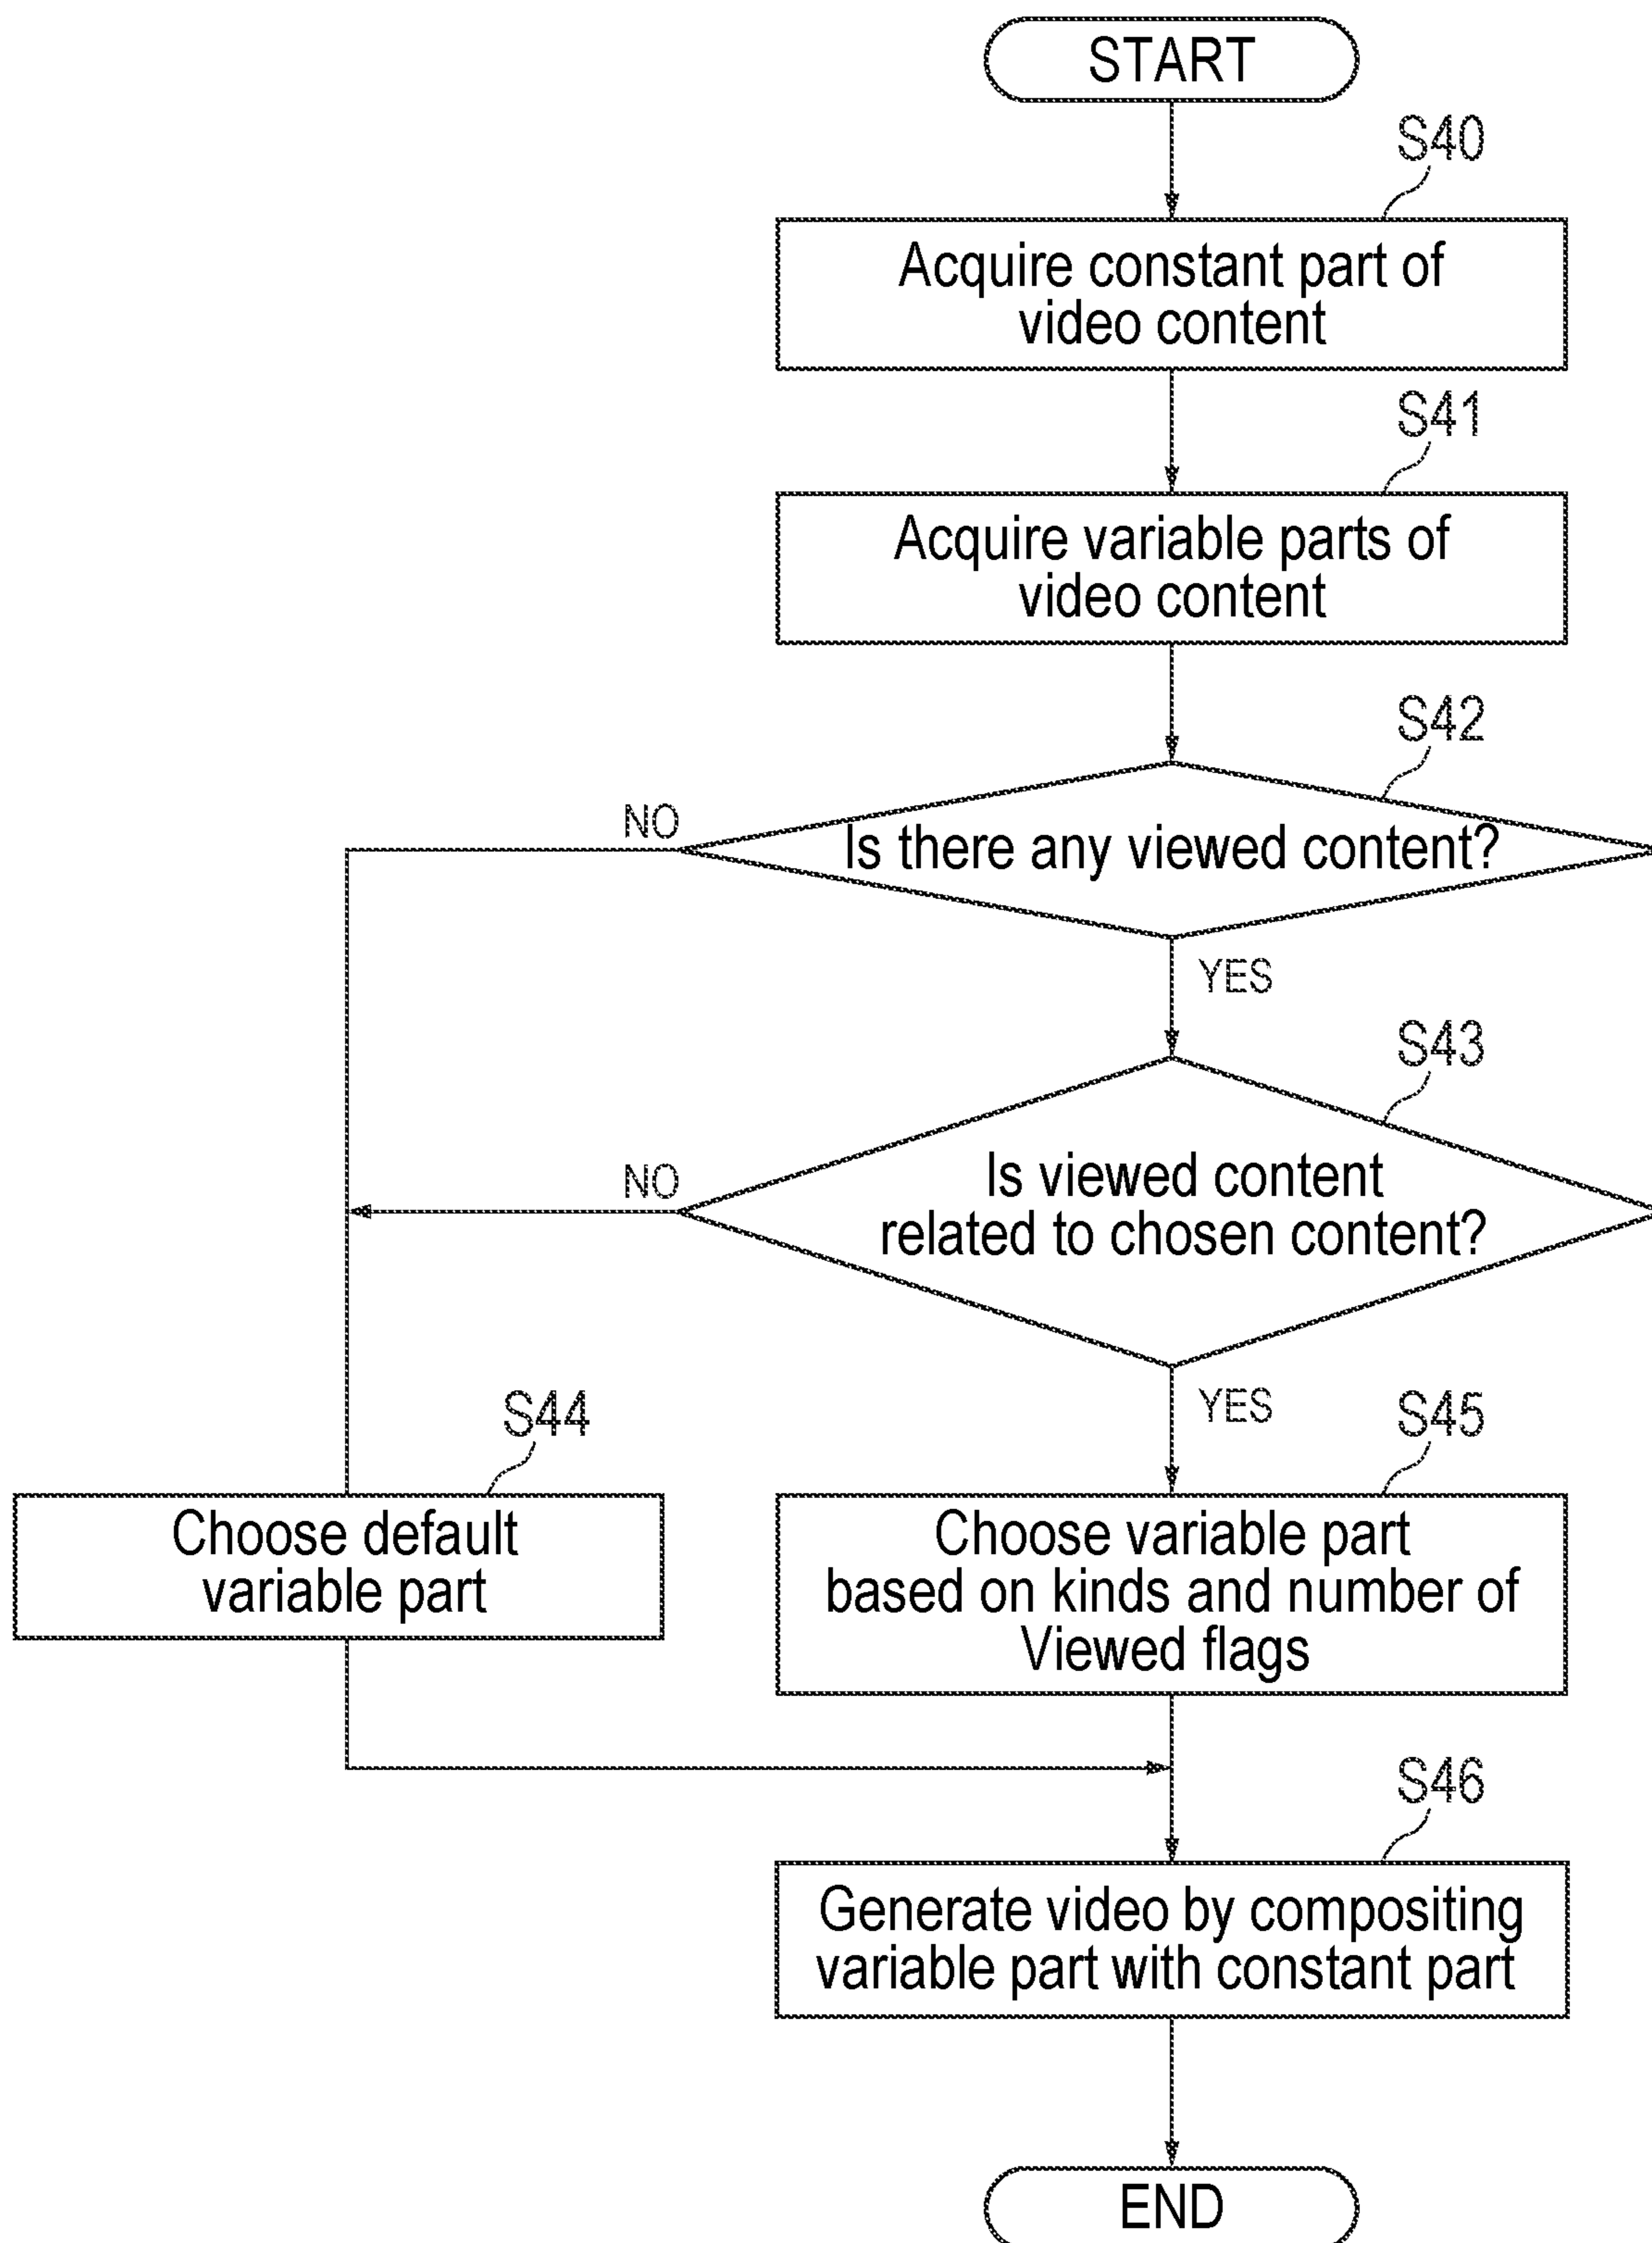 START
S40
Acquire constant part of
video content
S41
Acquire variable parts of
video content
S42
NO
Is there any viewed content?
YES
S43
NO
Is viewed content
related to chosen content?
YES
S44
S45
Choose default
variable part
Choose variable part
based on kinds and number of
Viewed flags
S46
Generate video by compositing
variable part with constant part
END